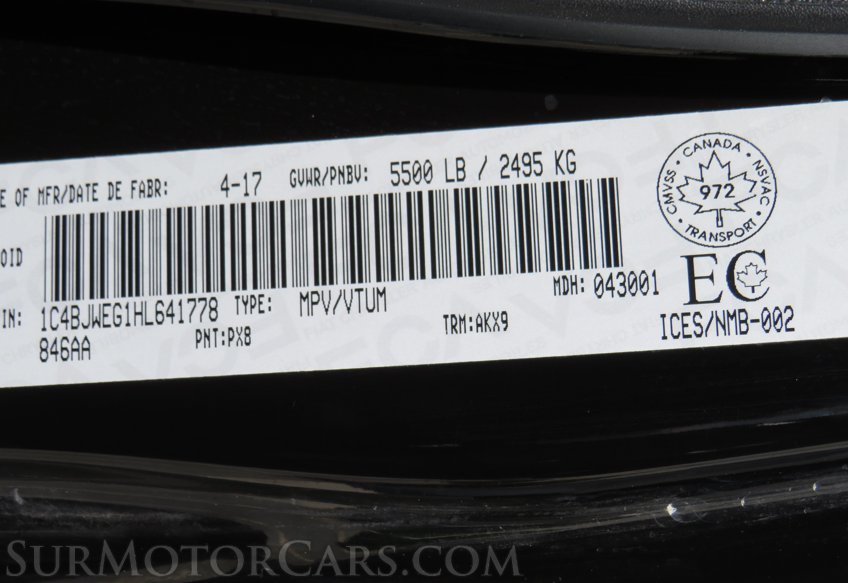 E OF MFR/DATE DE FABR: 4-17 GVWR/PNBV: 5500 LB / 2495 KG
OID
IN: 1C4BJWEG1HL641778 TYPE: MPV/VTUM MDH: 043001
846AA PNT:PX8 TRM:AKX9
CANADA
CMVSS 972 NSVAC
TRANSPORT
EC
ICES/NMB-002
SurMotorCars.com